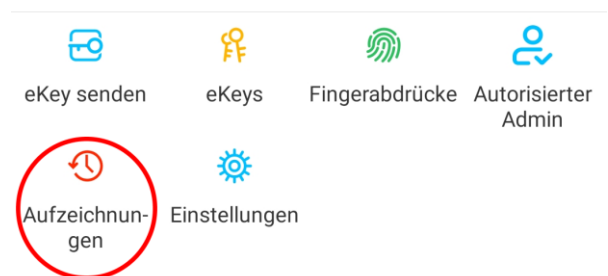 eKey senden eKeys Fingerabdrücke Autorisierter
Admin
Aufzeichnun- Einstellungen
gen